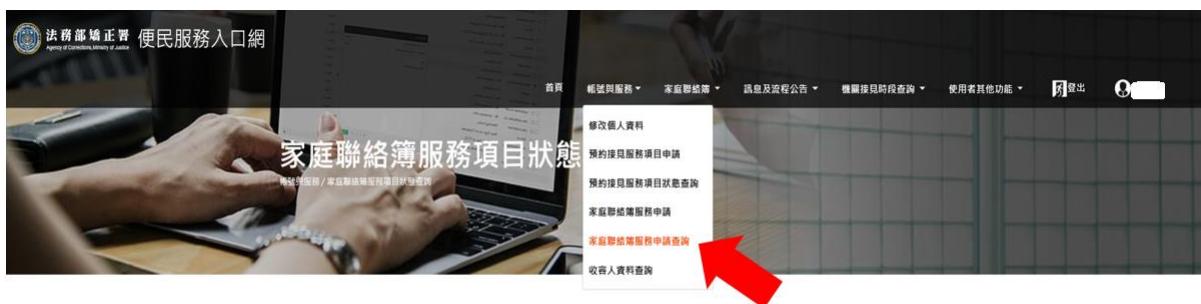 法務部矯正署 便民服務入口網
Agency of Corrections, Ministry of Justice
首頁 帳號與服務 家庭聯絡簿 訊息及流程公告 機關接見時段查詢 使用者其他功能 登出
修改個人資料
預約接見服務項目申請
預約接見服務項目狀態查詢
家庭聯絡簿服務申請
家庭聯絡簿服務申請查詢
收容人資料查詢
家庭聯絡簿服務項目狀態
帳號與服務 / 家庭聯絡簿服務項目狀態查詢